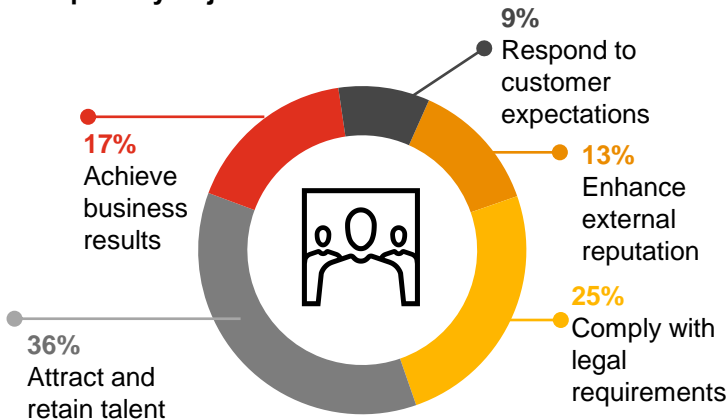 9%
Respond to
customer
expectations
17%
Achieve
business
results
13%
Enhance
external
reputation
25%
Comply with
legal
requirements
36%
Attract and
retain talent